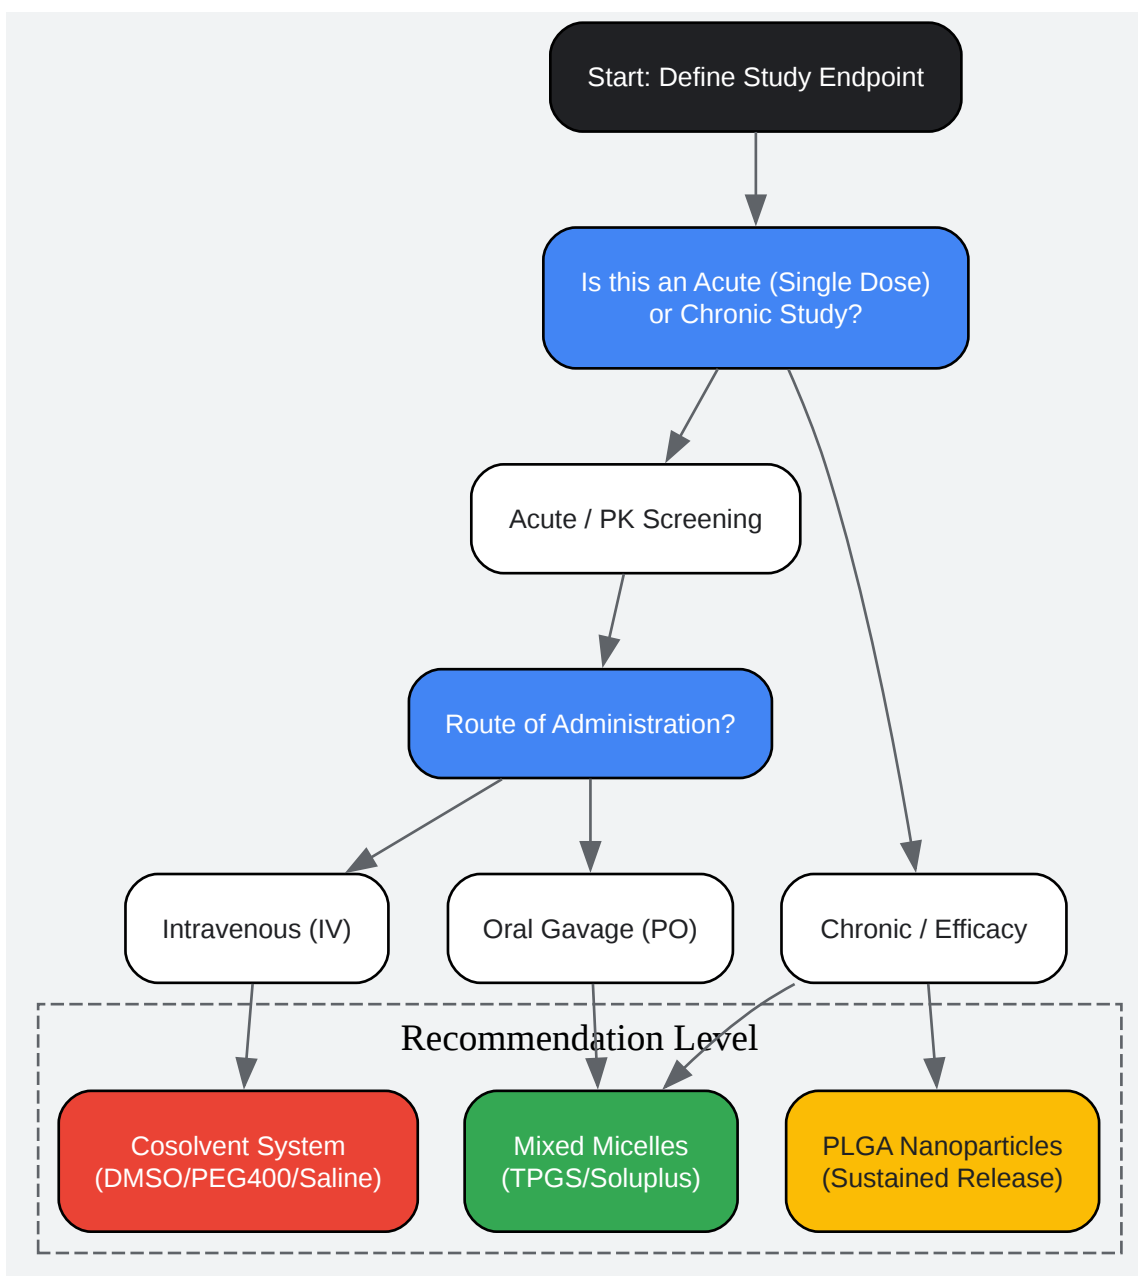 Start: Define Study Endpoint
Is this an Acute (Single Dose)
or Chronic Study?
Acute / PK Screening
Route of Administration?
Intravenous (IV)
Oral Gavage (PO)
Chronic / Efficacy
Recommendation Level
Cosolvent System
(DMSO/PEG400/Saline)
Mixed Micelles
(TPGS/Soluplus)
PLGA Nanoparticles
(Sustained Release)